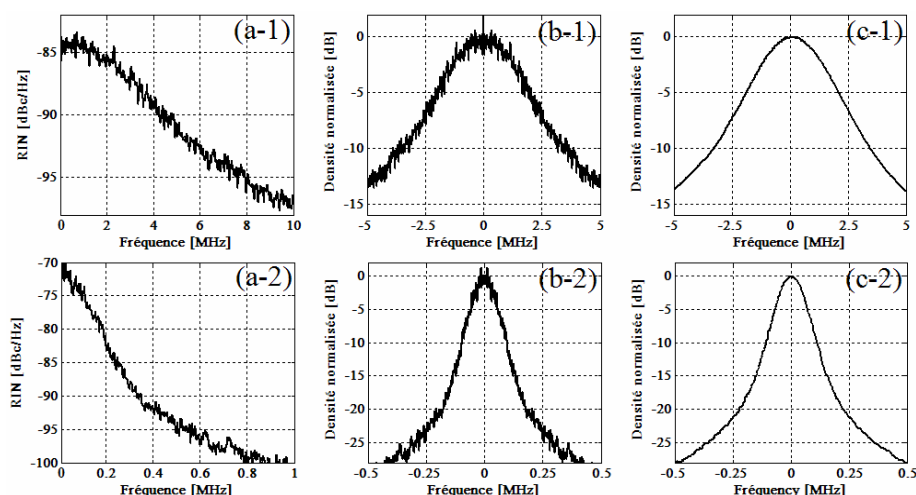 (a-1)
RIN [dBc/Hz]
-85
-90
-95
0 2 4 6 8 10
Fréquence [MHz]
(b-1)
Densité normalisée [dB]
0
-5
-10
-15
-5 -2.5 0 2.5 5
Fréquence [MHz]
(c-1)
Densité normalisée [dB]
0
-5
-10
-15
-5 -2.5 0 2.5 5
Fréquence [MHz]
(a-2)
RIN [dBc/Hz]
-70
-75
-80
-85
-90
-95
-100
0 0.2 0.4 0.6 0.8 1
Fréquence [MHz]
(b-2)
Densité normalisée [dB]
0
-5
-10
-15
-20
-25
-0.5 -0.25 0 0.25 0.5
Fréquence [MHz]
(c-2)
Densité normalisée [dB]
0
-5
-10
-15
-20
-25
-0.5 -0.25 0 0.25 0.5
Fréquency [MHz]